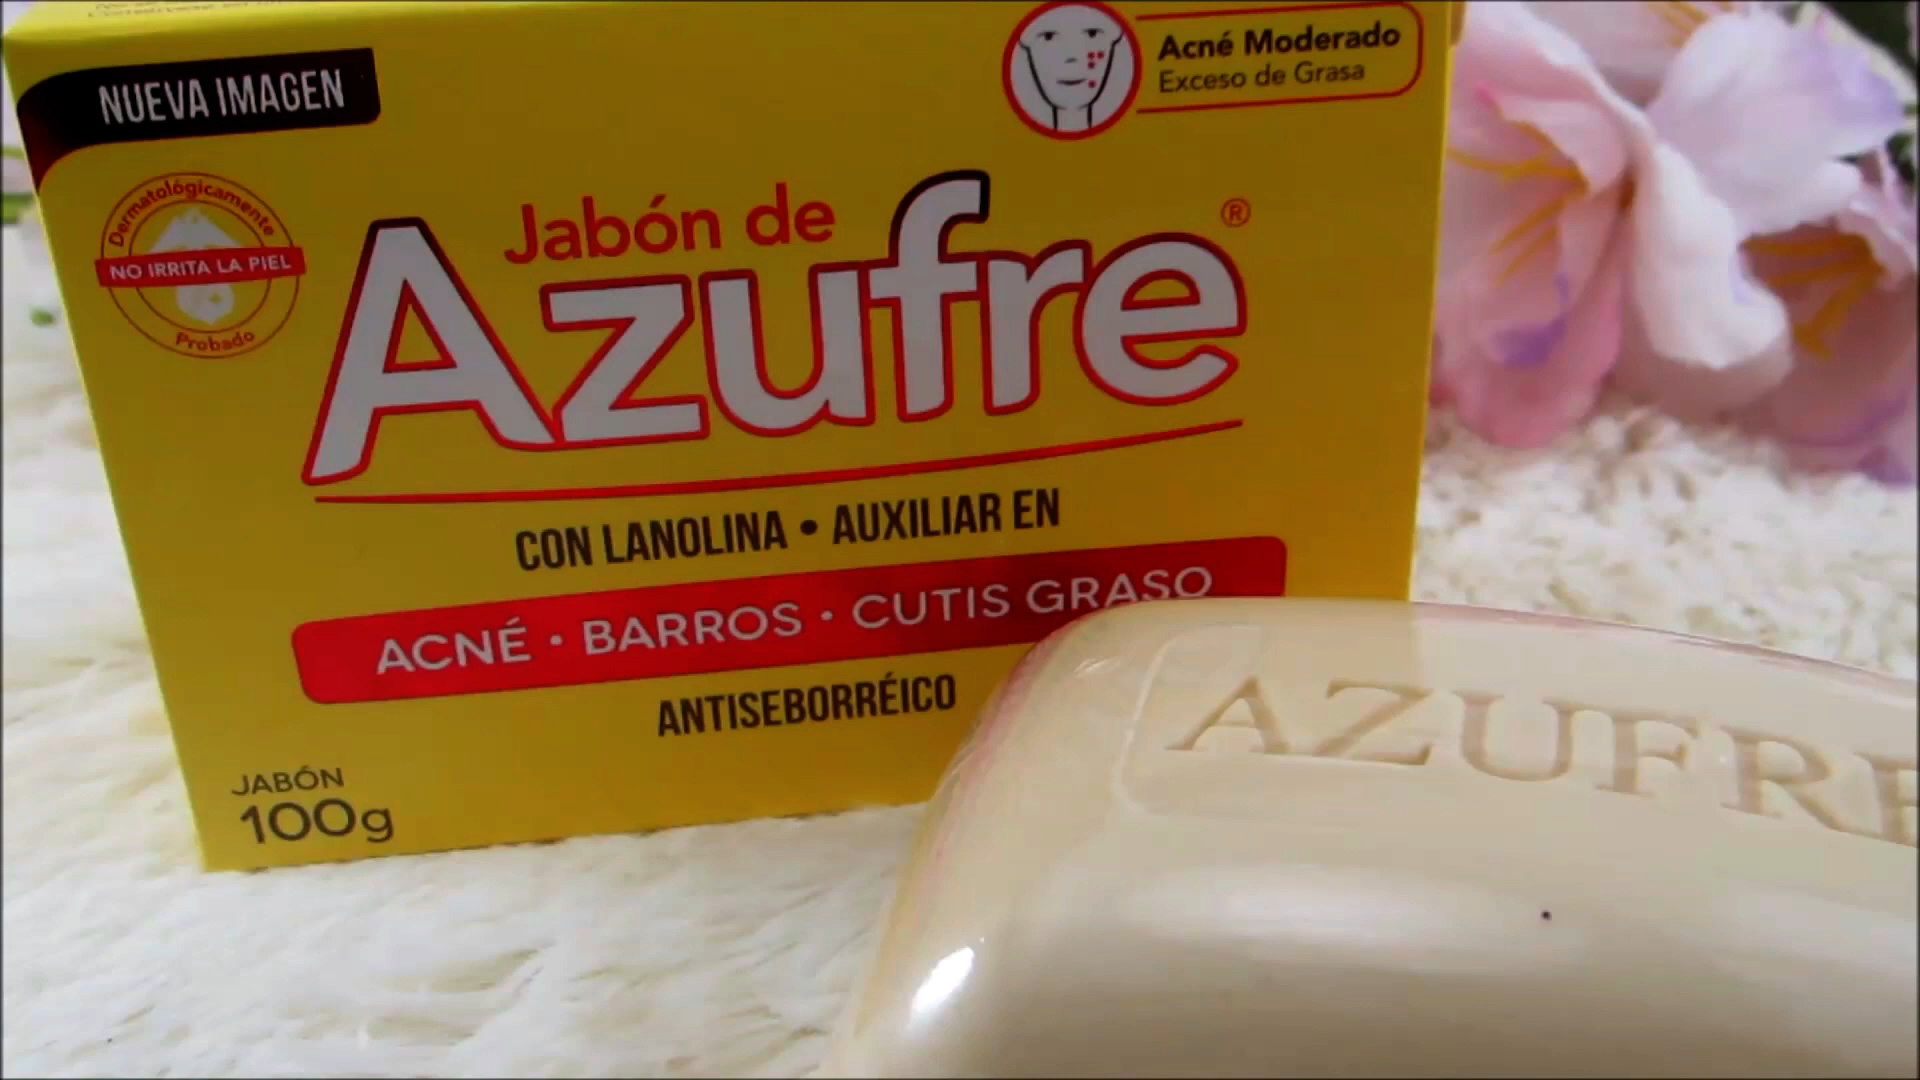 NUEVA IMAGEN
Acné Moderado
Exceso de Grasa
Dermatológicamente
NO IRRITA LA PIEL
Probado
Jabón de
Azufre®
CON LANOLINA • AUXILIAR EN
ACNÉ • BARROS • CUTIS GRASO
ANTISEBORRÉICO
JABÓN
100g
AZUFRE